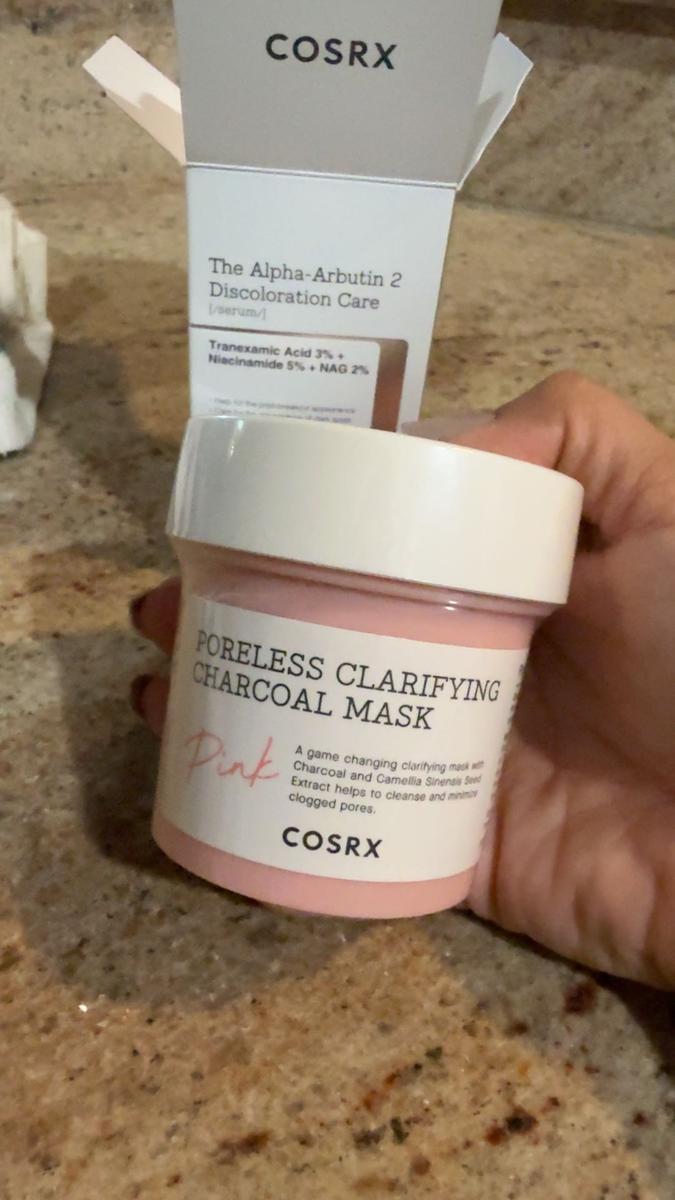 COSRX
The Alpha-Arbutin 2
Discoloration Care
[/serum/]
Tranexamic Acid 3% +
Niacinamide 5% + NAG 2%
PORELESS CLARIFYING
CHARCOAL MASK
Pink
A game changing clarifying mask with
Charcoal and Camellia Sinensis Seed
Extract helps to cleanse and minimize
clogged pores.
COSRX